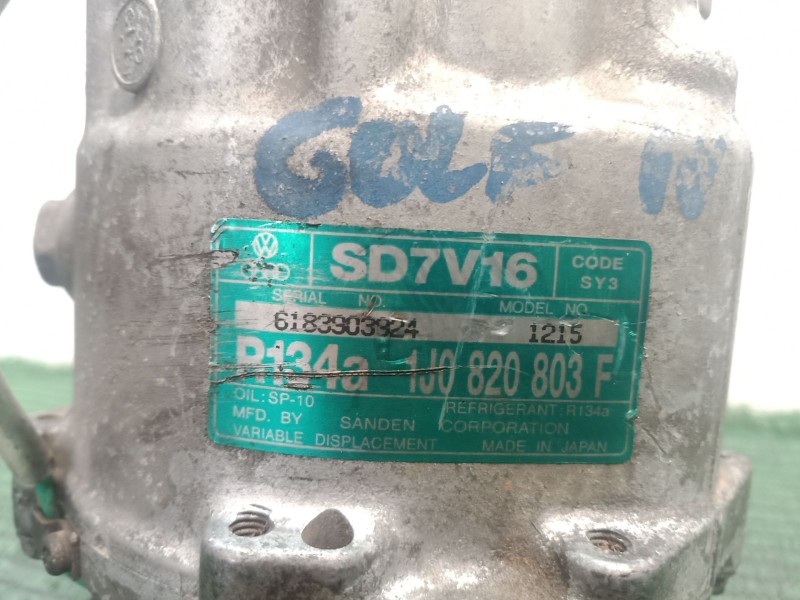 GOLF IV
SD7V16
CODE
SY3
SERIAL NO.
MODEL NO.
6183903924
1215
R134a 1J0 820 803 F
OIL: SP-10
REFRIGERANT: R134a
MFD. BY SANDEN CORPORATION
VARIABLE DISPLACEMENT MADE IN JAPAN